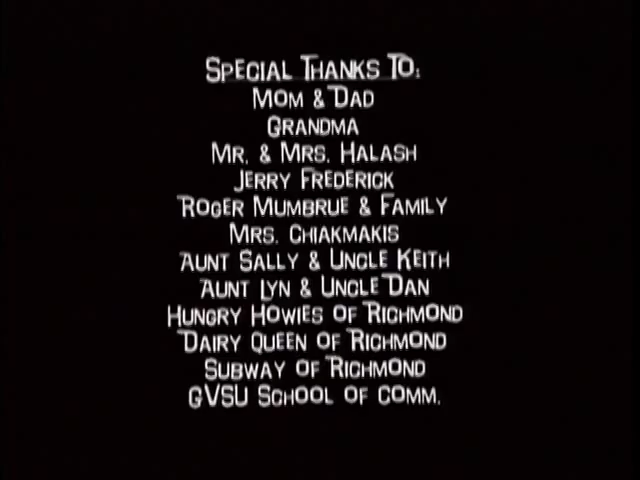 Special Thanks To:
Mom & Dad
Grandma
Mr. & Mrs. Halash
Jerry Frederick
Roger Mumbrue & Family
Mrs. Chiakmakis
Aunt Sally & Uncle Keith
Aunt Lyn & Uncle Dan
Hungry Howies of Richmond
Dairy Queen of Richmond
Subway of Richmond
GVSU School of Comm.